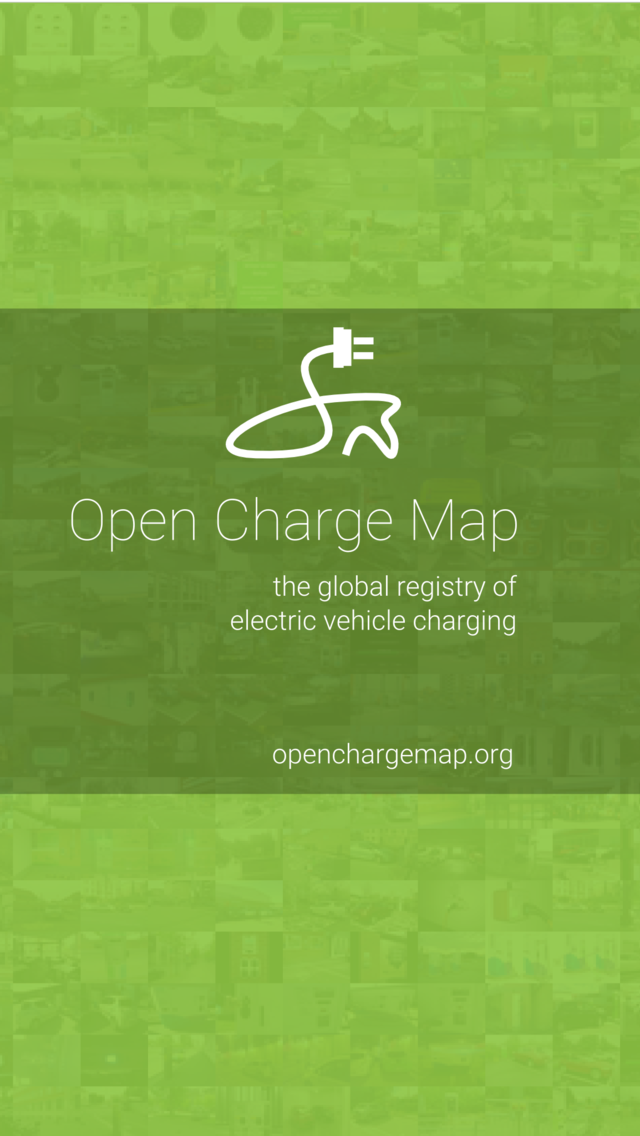 Open Charge Map
the global registry of
electric vehicle charging
openchargemap.org